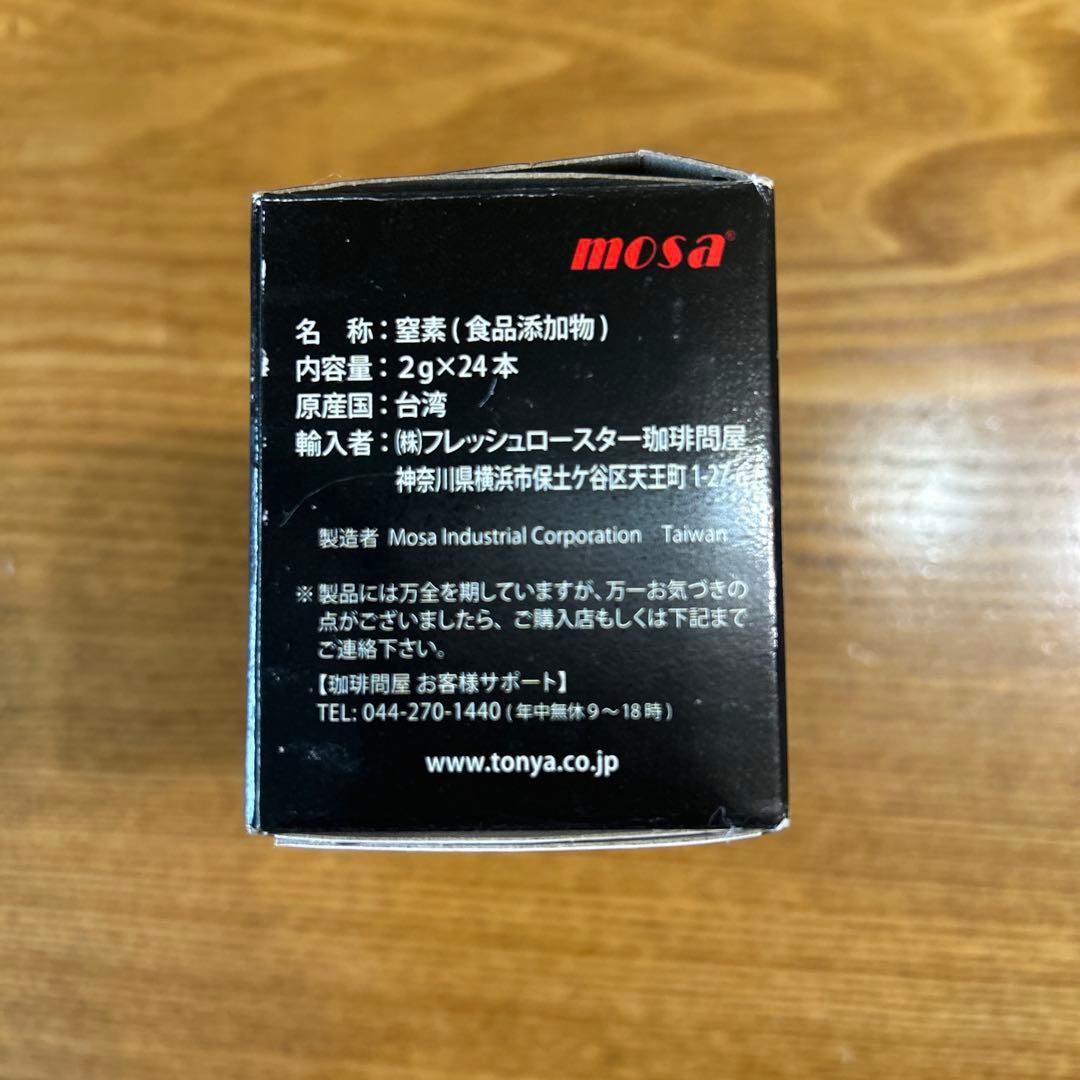 mosa®
名　称：窒素 ( 食品添加物 )
内容量：2g×24本
原産国：台湾
輸入者：㈱フレッシュロースター珈琲問屋
神奈川県横浜市保土ケ谷区天王町1-27-
製造者 Mosa Industrial Corporation Taiwan
※ 製品には万全を期していますが、万一お気づきの
点がございましたら、ご購入店もしくは下記まで
ご連絡下さい。
【珈琲問屋 お客様サポート】
TEL: 044-270-1440 ( 年中無休 9～18時 )
www.tonya.co.jp